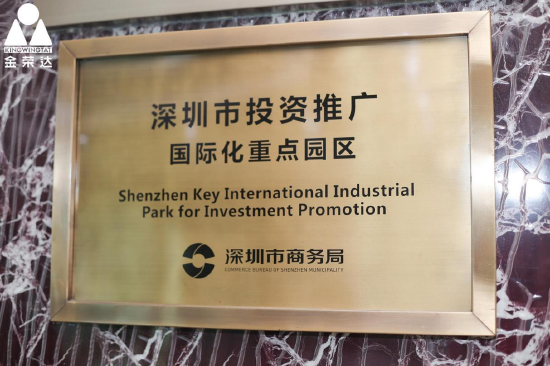 KINGWINGTAT
金荣达
深圳市投资推广
国际化重点园区
Shenzhen Key International Industrial
Park for Investment Promotion
深圳市商务局
COMMERCE BUREAU OF SHENZHEN MUNICIPALITY